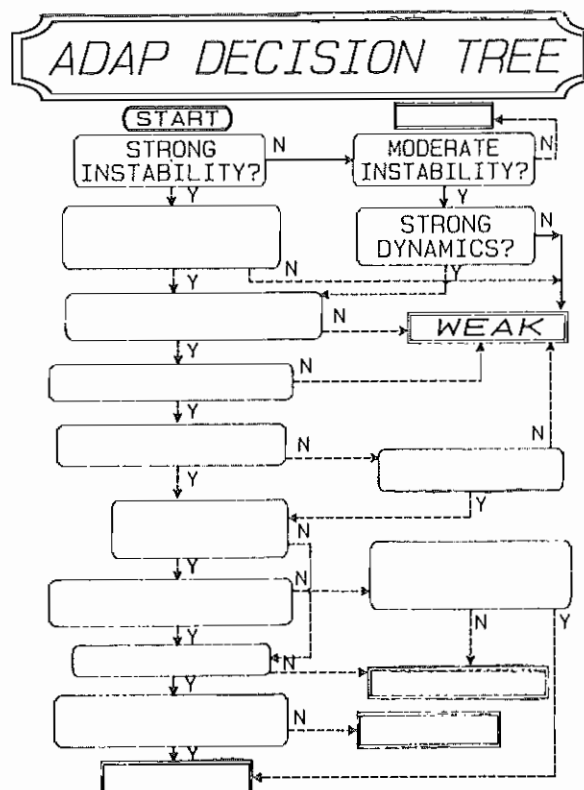 ADAP DECISION TREE
START
STRONG
INSTABILITY?
N
MODERATE
INSTABILITY?
N
Y
Y
STRONG
DYNAMICS?
N
N
Y
Y
N
WEAK
Y
N
Y
N
N
Y
Y
N
Y
N
N
Y
Y
N
Y
N
Y